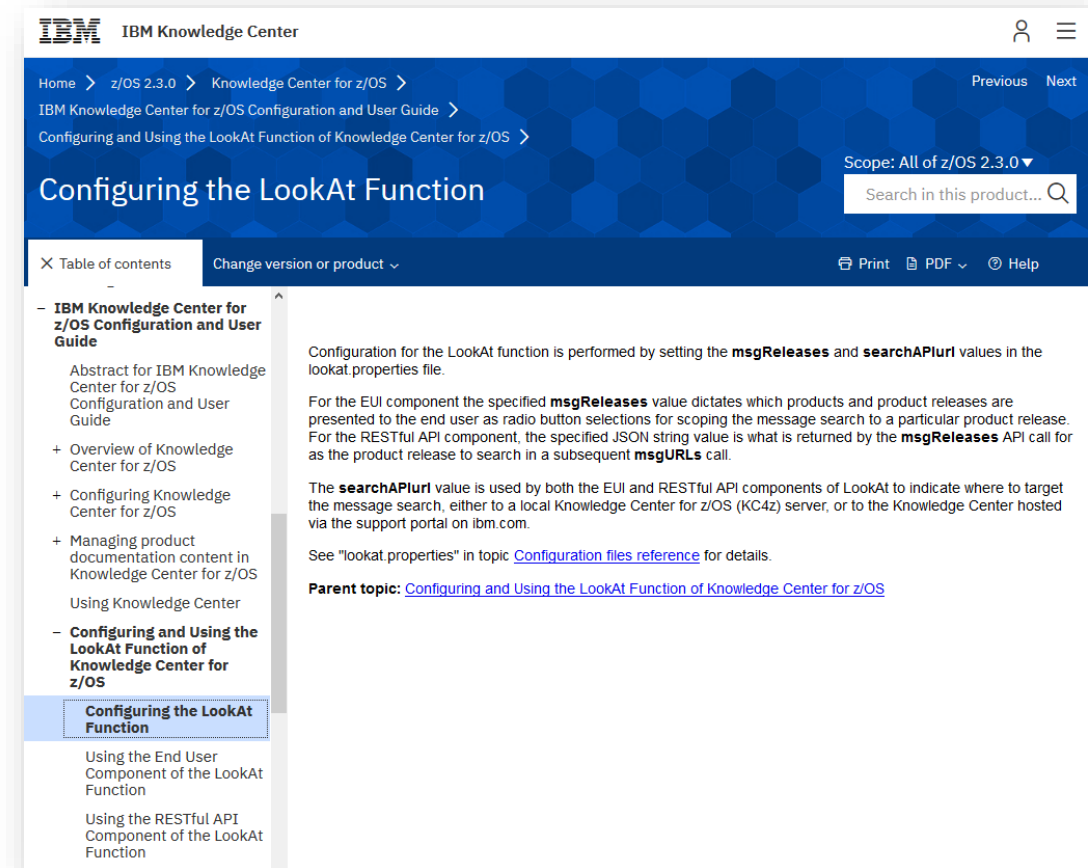 IBM IBM Knowledge Center
Home > z/OS 2.3.0 > Knowledge Center for z/OS >
Previous Next
IBM Knowledge Center for z/OS Configuration and User Guide >
Configuring and Using the LookAt Function of Knowledge Center for z/OS >
Scope: All of z/OS 2.3.0▼
Configuring the LookAt Function
Search in this product...
X Table of contents
Change version or product
Print PDF Help
– IBM Knowledge Center for
z/OS Configuration and User
Guide
Abstract for IBM Knowledge
Center for z/OS
Configuration and User
Guide
+ Overview of Knowledge
Center for z/OS
+ Configuring Knowledge
Center for z/OS
+ Managing product
documentation content in
Knowledge Center for z/OS
Using Knowledge Center
– Configuring and Using the
LookAt Function of
Knowledge Center for
z/OS
Configuring the LookAt
Function
Using the End User
Component of the LookAt
Function
Using the RESTful API
Component of the LookAt
Function
Configuration for the LookAt function is performed by setting the msgReleases and searchAPIurl values in the
lookat.properties file.
For the EUI component the specified msgReleases value dictates which products and product releases are
presented to the end user as radio button selections for scoping the message search to a particular product release.
For the RESTful API component, the specified JSON string value is what is returned by the msgReleases API call for
as the product release to search in a subsequent msgURLs call.
The searchAPIurl value is used by both the EUI and RESTful API components of LookAt to indicate where to target
the message search, either to a local Knowledge Center for z/OS (KC4z) server, or to the Knowledge Center hosted
via the support portal on ibm.com.
See "lookat.properties" in topic Configuration files reference for details.
Parent topic: Configuring and Using the LookAt Function of Knowledge Center for z/OS